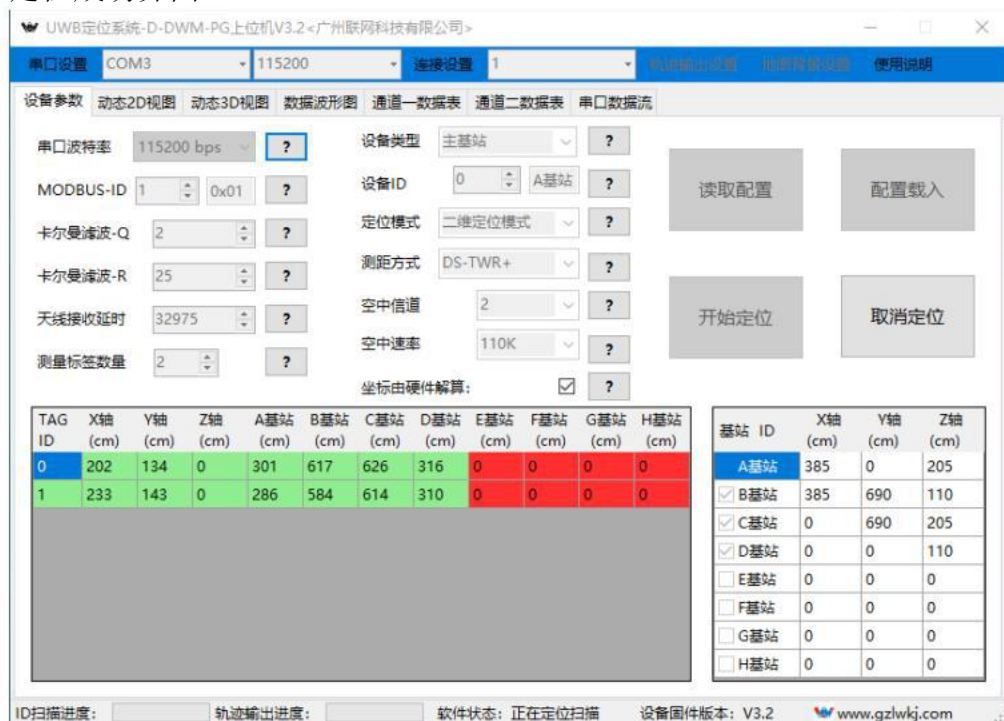 UWB定位系统-D-DWM-PG上位机V3.2<广州联网科技有限公司>
串口设置 COM3 115200 连接设置 1 轨迹输出设置 地图背景设置 使用说明
设备参数 动态2D视图 动态3D视图 数据波形图 通道一数据表 通道二数据表 串口数据流
串口波特率 115200 bps ? 设备类型 主基站 ?
MODBUS-ID 1 0x01 ? 设备ID 0 A基站 ? 读取配置 配置载入
卡尔曼滤波-Q 2 ? 定位模式 二维定位模式 ?
卡尔曼滤波-R 25 ? 测距方式 DS-TWR+ ?
天线接收延时 32975 ? 空中信道 2 ? 开始定位 取消定位
测量标签数量 2 ? 空中速率 110K ?
坐标由硬件解算: ?
TAG X轴 Y轴 Z轴 A基站 B基站 C基站 D基站 E基站 F基站 G基站 H基站
ID (cm) (cm) (cm) (cm) (cm) (cm) (cm) (cm) (cm) (cm) (cm)
0 202 134 0 301 617 626 316 0 0 0 0
1 233 143 0 286 584 614 310 0 0 0 0
基站 ID X轴 Y轴 Z轴
(cm) (cm) (cm)
A基站 385 0 205
B基站 385 690 110
C基站 0 690 205
D基站 0 0 110
E基站 0 0 0
F基站 0 0 0
G基站 0 0 0
H基站 0 0 0
ID扫描进度: 轨迹输出进度: 软件状态: 正在定位扫描 设备固件版本: V3.2 www.gzlwkj.com